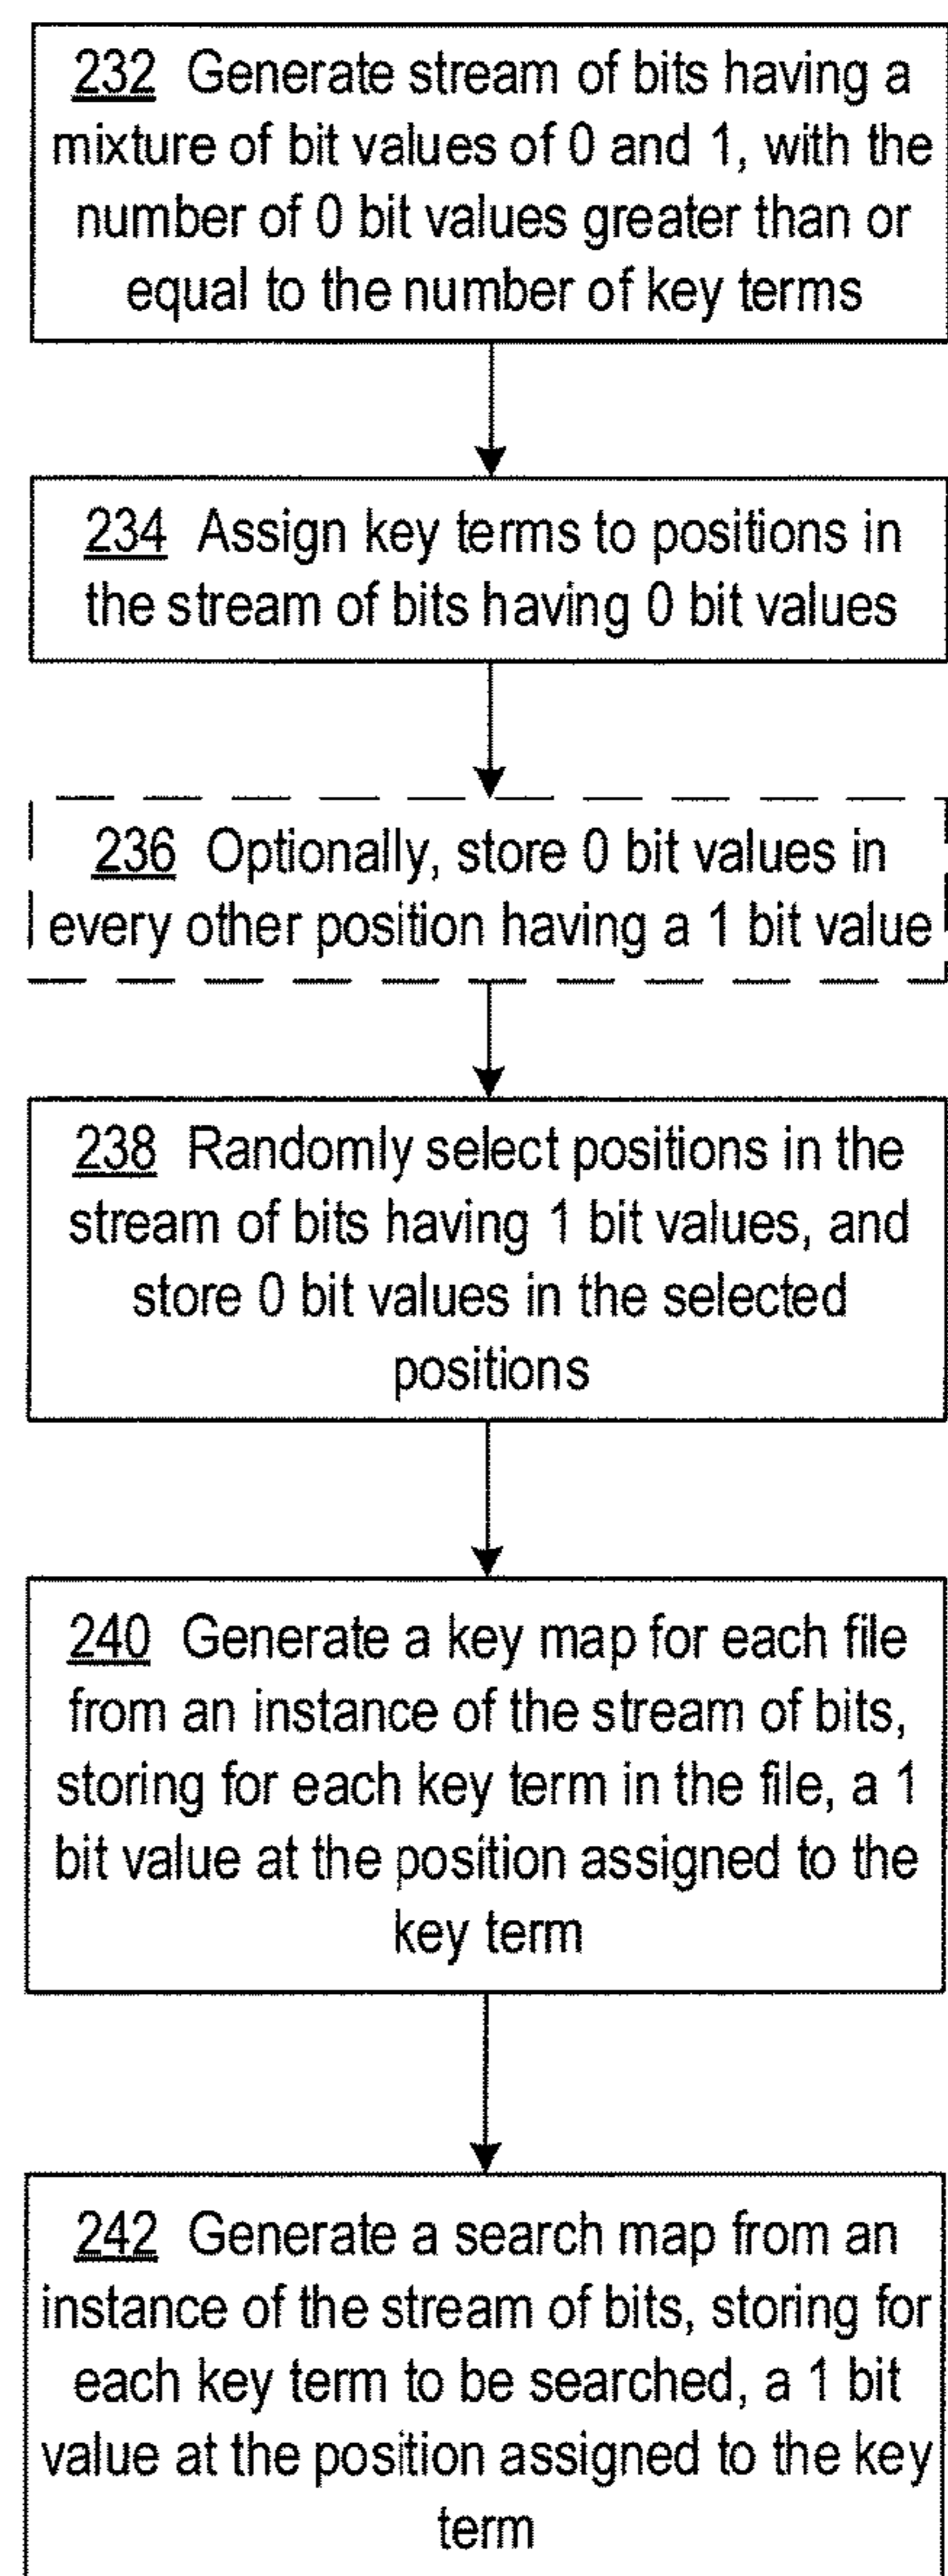 232 Generate stream of bits having a
mixture of bit values of 0 and 1, with the
number of 0 bit values greater than or
equal to the number of key terms
234 Assign key terms to positions in
the stream of bits having 0 bit values
236 Optionally, store 0 bit values in
every other position having a 1 bit value
238 Randomly select positions in the
stream of bits having 1 bit values, and
store 0 bit values in the selected
positions
240 Generate a key map for each file
from an instance of the stream of bits,
storing for each key term in the file, a 1
bit value at the position assigned to the
key term
242 Generate a search map from an
instance of the stream of bits, storing for
each key term to be searched, a 1 bit
value at the position assigned to the key
term